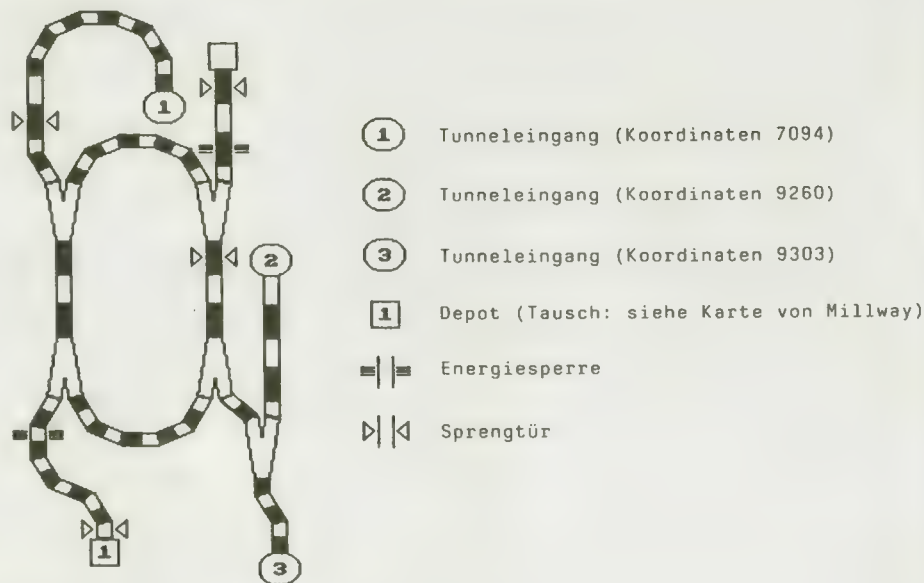 1
1 Tunneleingang (Koordinaten 7094)
2 Tunneleingang (Koordinaten 9260)
3 Tunneleingang (Koordinaten 9303)
2
1 Depot (Tausch: siehe Karte von Millway)
Energiesperre
Sprengtür
1
3